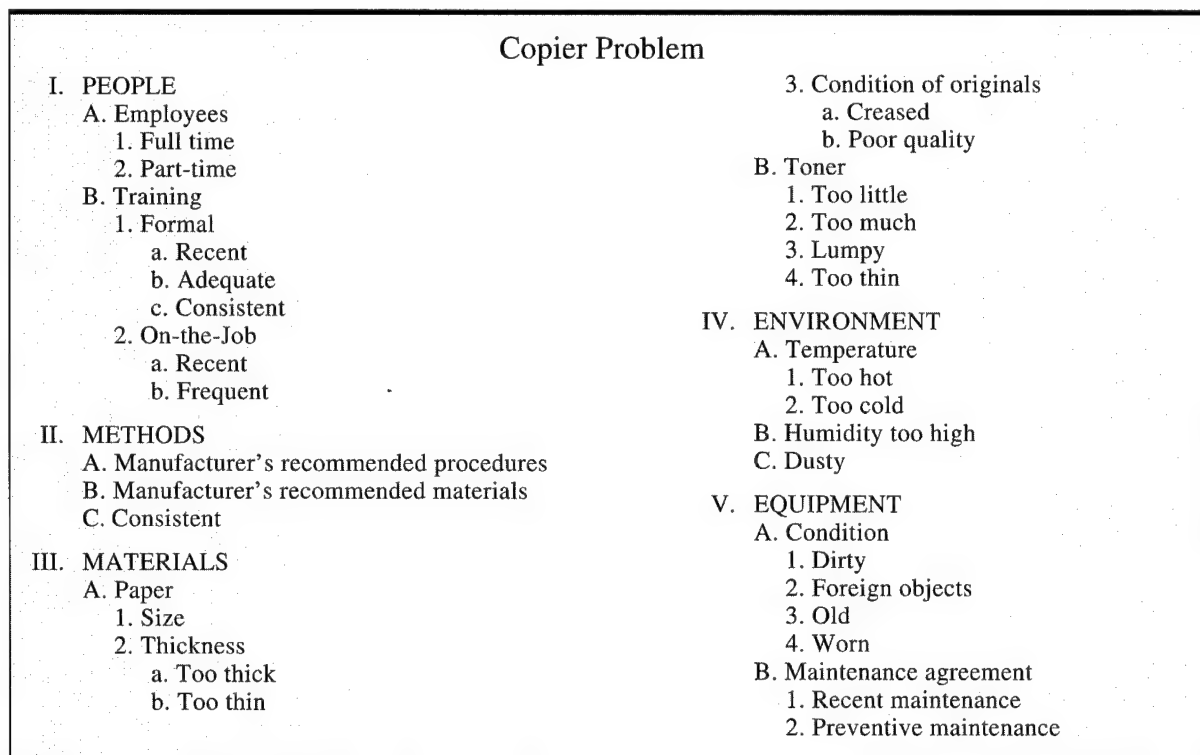 Copier Problem
I. PEOPLE
A. Employees
1. Full time
2. Part-time
B. Training
1. Formal
a. Recent
b. Adequate
c. Consistent
2. On-the-Job
a. Recent
b. Frequent
II. METHODS
A. Manufacturer's recommended procedures
B. Manufacturer's recommended materials
C. Consistent
III. MATERIALS
A. Paper
1. Size
2. Thickness
a. Too thick
b. Too thin
3. Condition of originals
a. Creased
b. Poor quality
B. Toner
1. Too little
2. Too much
3. Lumpy
4. Too thin
IV. ENVIRONMENT
A. Temperature
1. Too hot
2. Too cold
B. Humidity too high
C. Dusty
V. EQUIPMENT
A. Condition
1. Dirty
2. Foreign objects
3. Old
4. Worn
B. Maintenance agreement
1. Recent maintenance
2. Preventive maintenance